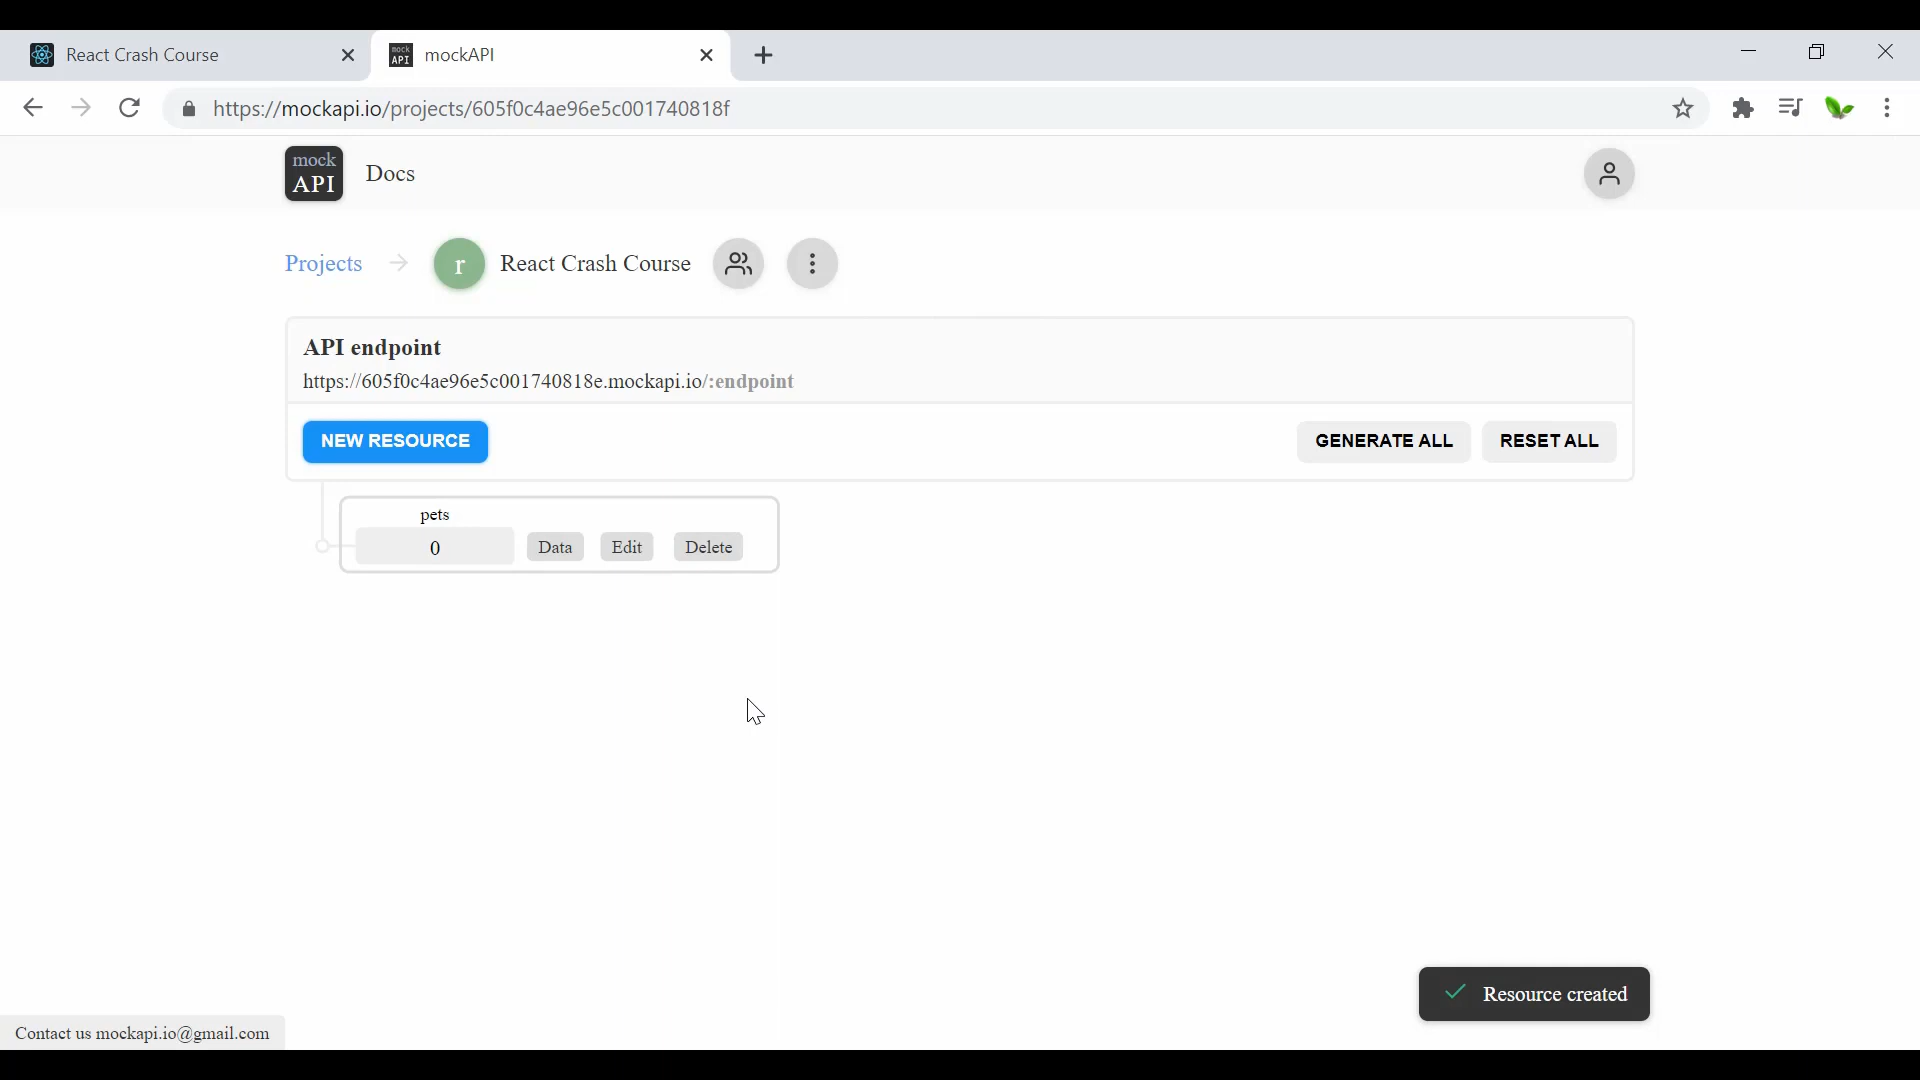 React Crash Course
mock API mockAPI
https://mockapi.io/projects/605f0c4ae96e5c001740818f
mock
API
Docs
Projects r React Crash Course
API endpoint
https://605f0c4ae96e5c001740818e.mockapi.io/:endpoint
NEW RESOURCE GENERATE ALL RESET ALL
pets
0 Data Edit Delete
Resource created
Contact us mockapi.io@gmail.com